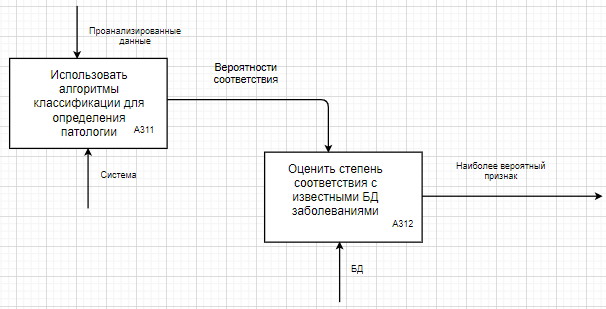 Проанализированные
данные
Использовать
алгоритмы
классификации для
определения
патологии
A311
Вероятности
соответствия
Система
Оценить степень
соответствия с
известными БД
заболеваниями
A312
Наиболее вероятный
признак
БД